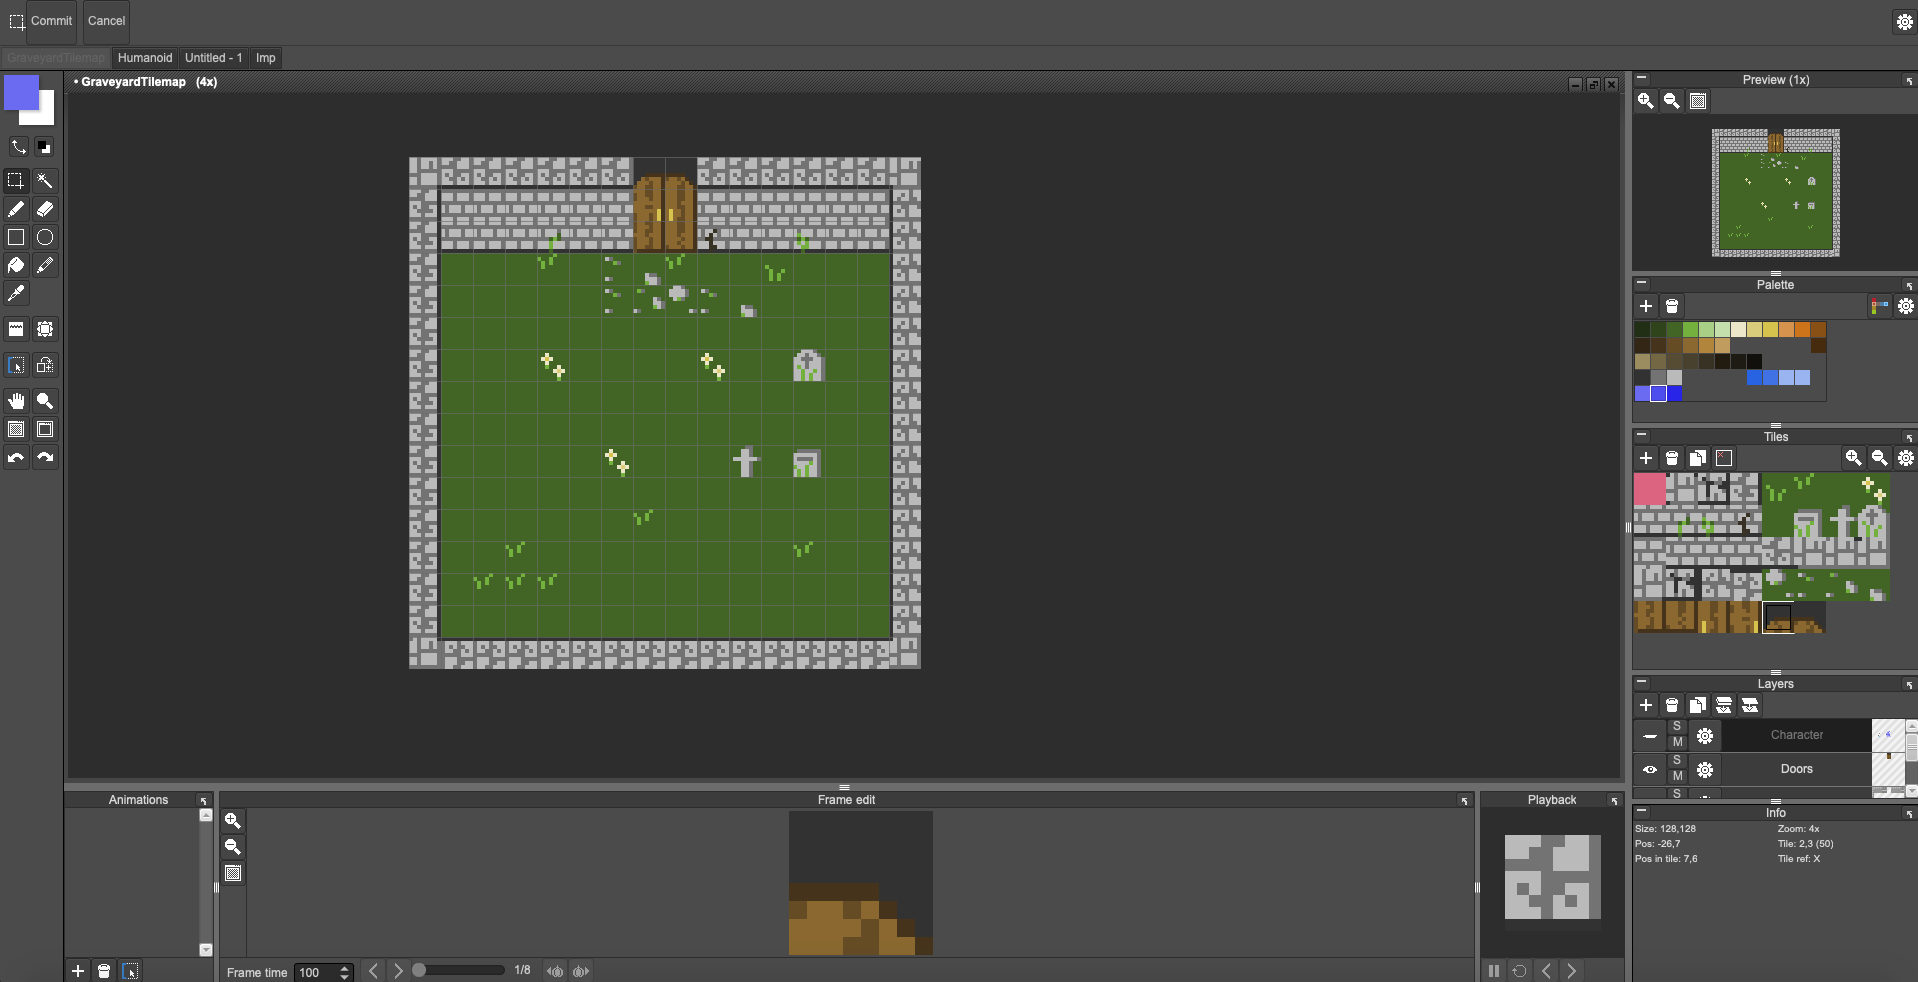 Commit
Cancel
GraveyardTilemap
Humanoid
Untitled - 1
Imp
• GraveyardTilemap (4x)
Preview (1x)
Palette
Tiles
Layers
S
M
Character
S
M
Doors
S
Animations
Frame edit
Playback
Info
Size: 128,128
Zoom: 4x
Pos: -26,7
Tile: 2,3 (50)
Pos in tile: 7,6
Tile ref: X
Frame time
100
1/8